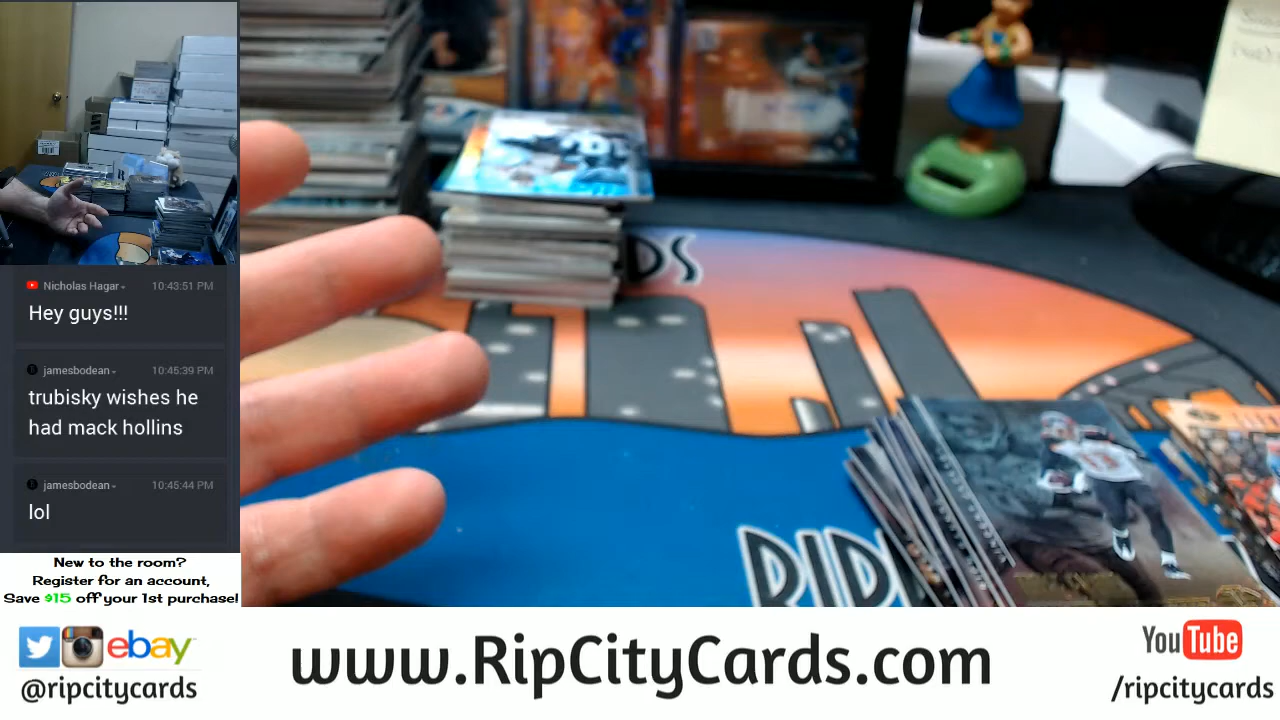 Nicholas Hagar
10:43:51 PM
Hey guys!!!
jamesbodean
10:45:39 PM
trubisky wishes he
had mack hollins
jamesbodean
10:45:44 PM
lol
New to the room?
Register for an account,
Save $15 off your 1st purchase!
ebay
@ripcitycards
www.RipCityCards.com
YouTube
/ripcitycards